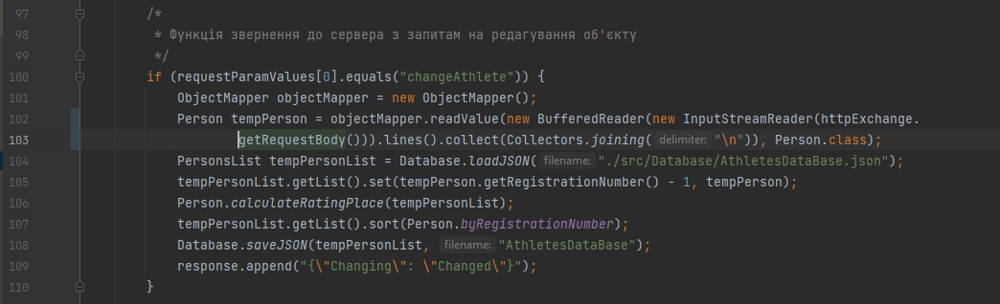 97 /*
98 * Функція звернення до сервера з запитам на редагування об'єкту
99 */
100 if (requestParamValues[0].equals("changeAthlete")) {
101 ObjectMapper objectMapper = new ObjectMapper();
102 Person tempPerson = objectMapper.readValue(new BufferedReader(new InputStreamReader(httpExchange.
103 getRequestBody())).lines().collect(Collectors.joining( delimiter: "\n")), Person.class);
104 PersonsList tempPersonList = Database.loadJSON( filename: "./src/Database/AthletesDataBase.json");
105 tempPersonList.getList().set(tempPerson.getRegistrationNumber() - 1, tempPerson);
106 Person.calculateRatingPlace(tempPersonList);
107 tempPersonList.getList().sort(Person.byRegistrationNumber);
108 Database.saveJSON(tempPersonList, filename: "AthletesDataBase");
109 response.append("{\"Changing\": \"Changed\"}");
110 }